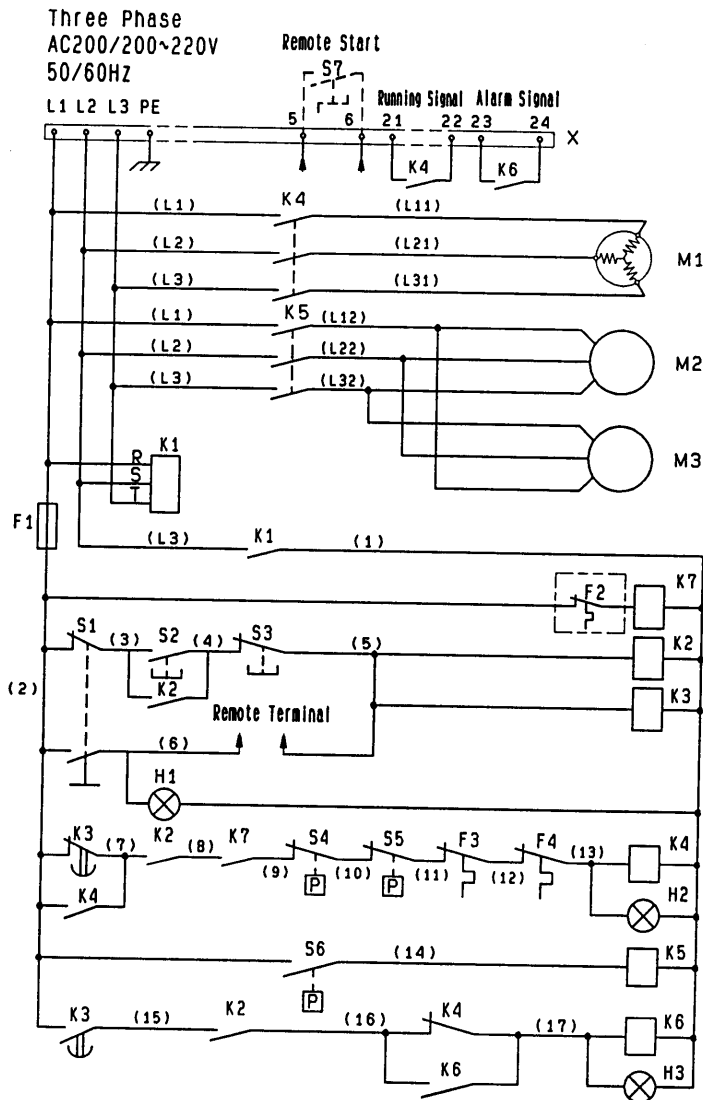 Three Phase
AC200/200~220V
50/60Hz
Remote Start
S7
L1 L2 L3 PE
5 6 21 22 23 24
Running Signal Alarm Signal
X
K4 K6
(L1) K4 (L11)
(L2) (L21)
M1
(L3) (L31)
(L1) K5 (L12)
(L2) (L22)
M2
(L3) (L32)
K1
R
S
T
M3
F1
(L3) K1 (1)
F2 K7
S1 (3) S2 (4) S3 (5) K2
K2
(2)
K3
Remote Terminal
(6)
H1
K3 (7) K2 (8) K7 S4 S5 F3 F4 (13) K4
(9) (10) (11) (12)
P P
K4 H2
S6 (14) K5
P
K3 (15) K2 (16) K4 (17) K6
K6 H3